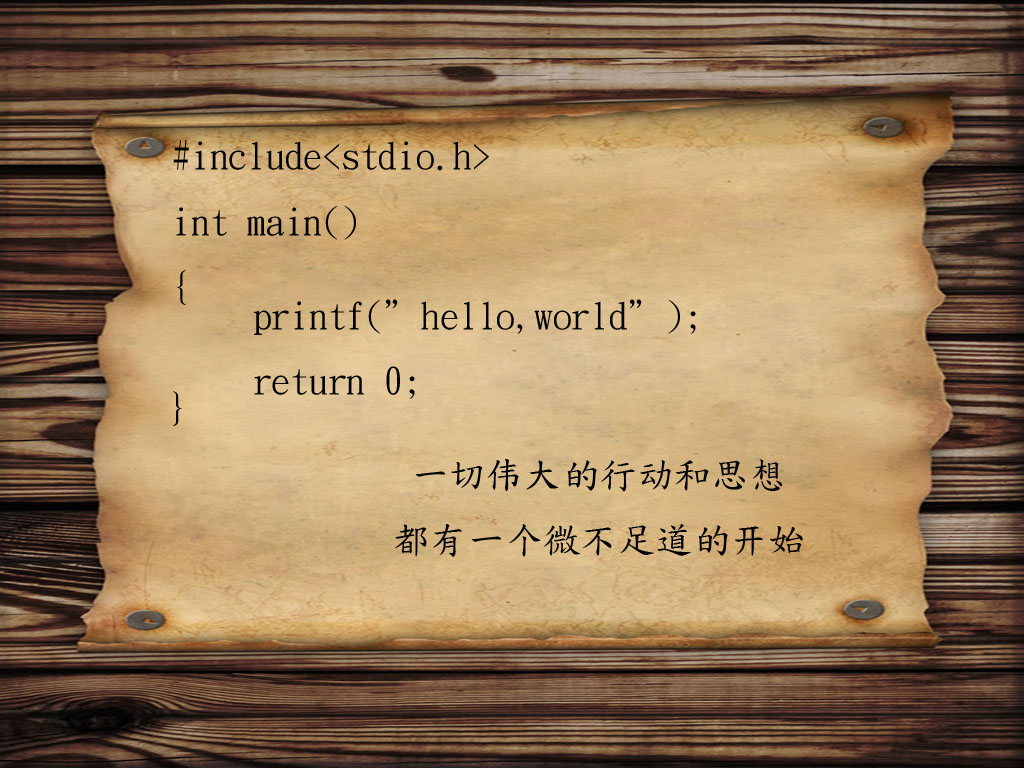 #include<stdio.h>
int main()
{
printf(”hello,world”);
return 0;
}
一切伟大的行动和思想
都有一个微不足道的开始